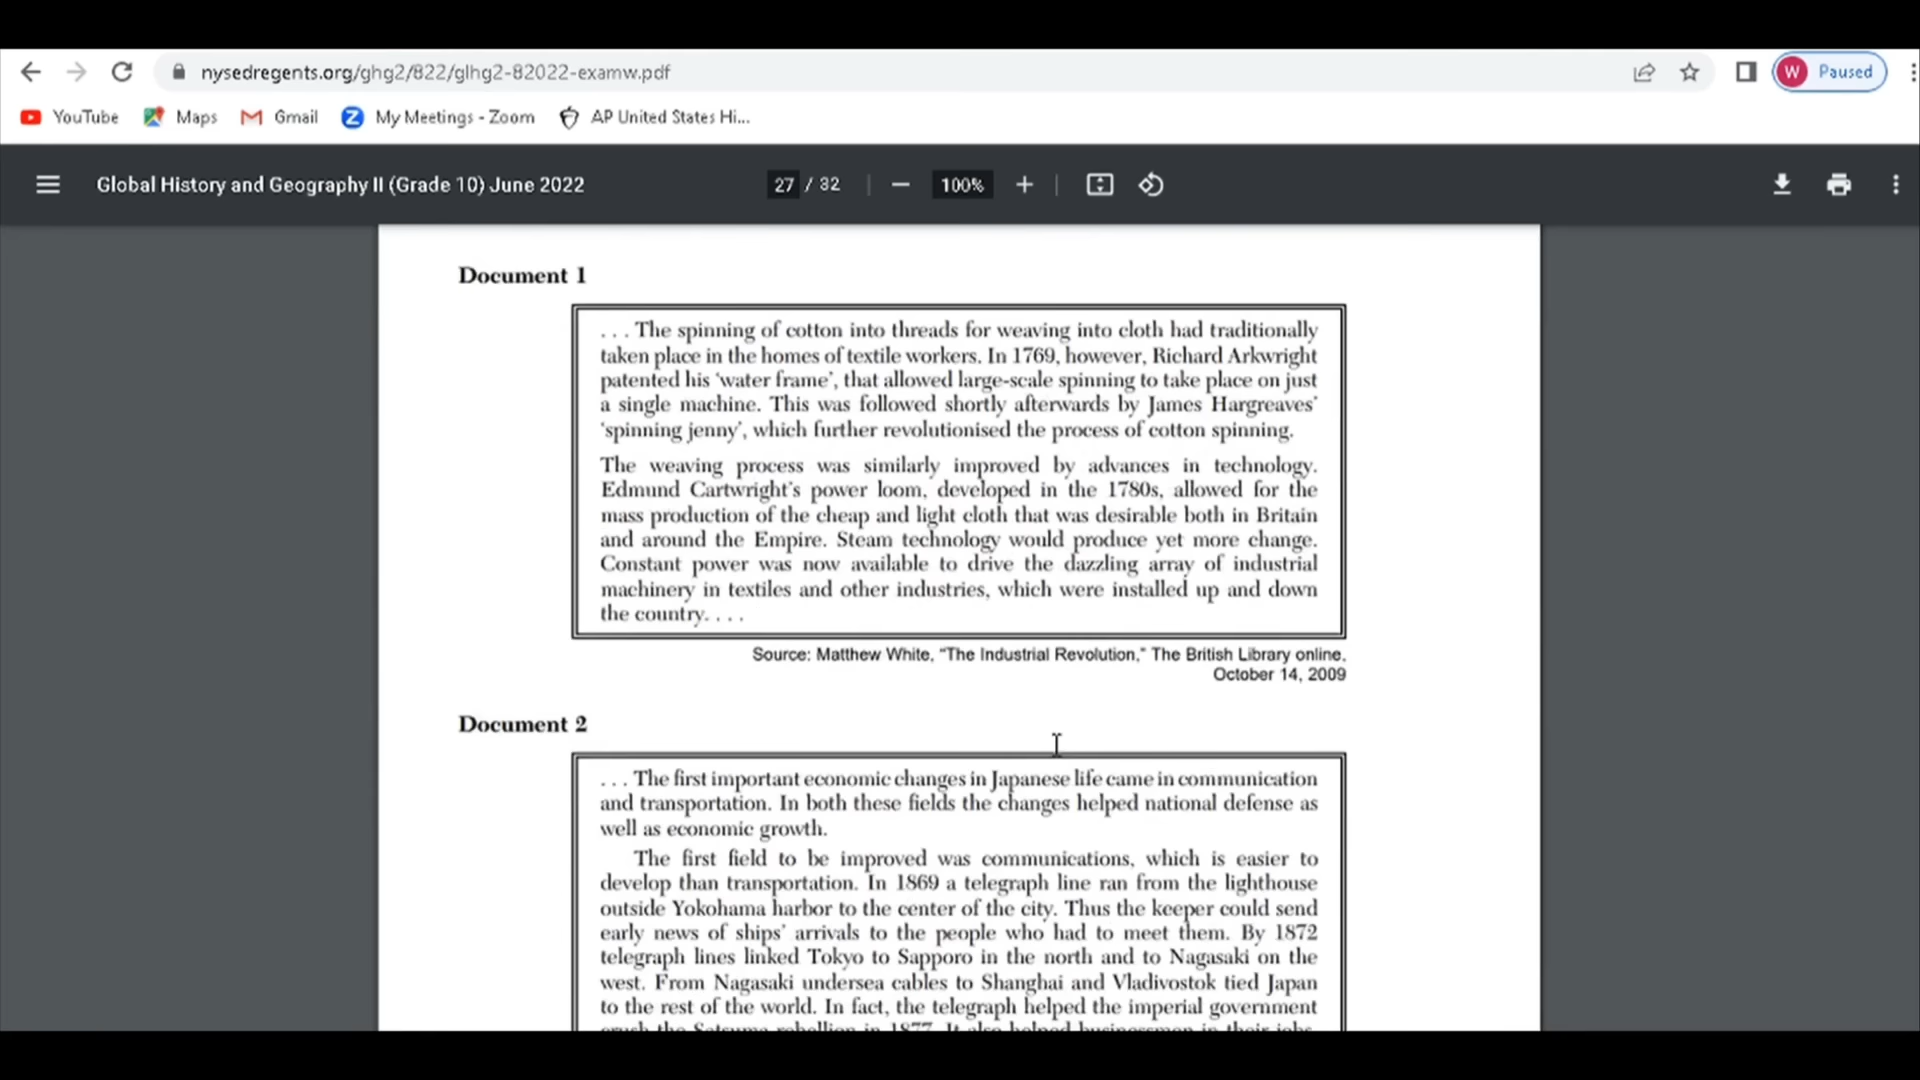 nysedregents.org/ghg2/822/glhg2-82022-examw.pdf
W Paused
YouTube Maps Gmail My Meetings - Zoom AP United States Hi...
Global History and Geography II (Grade 10) June 2022 27 / 32 100%
Document 1
. . . The spinning of cotton into threads for weaving into cloth had traditionally
taken place in the homes of textile workers. In 1769, however, Richard Arkwright
patented his ‘water frame’, that allowed large-scale spinning to take place on just
a single machine. This was followed shortly afterwards by James Hargreaves’
‘spinning jenny’, which further revolutionised the process of cotton spinning.
The weaving process was similarly improved by advances in technology.
Edmund Cartwright’s power loom, developed in the 1780s, allowed for the
mass production of the cheap and light cloth that was desirable both in Britain
and around the Empire. Steam technology would produce yet more change.
Constant power was now available to drive the dazzling array of industrial
machinery in textiles and other industries, which were installed up and down
the country. . . .
Source: Matthew White, “The Industrial Revolution,” The British Library online,
October 14, 2009
Document 2
. . . The first important economic changes in Japanese life came in communication
and transportation. In both these fields the changes helped national defense as
well as economic growth.
The first field to be improved was communications, which is easier to
develop than transportation. In 1869 a telegraph line ran from the lighthouse
outside Yokohama harbor to the center of the city. Thus the keeper could send
early news of ships’ arrivals to the people who had to meet them. By 1872
telegraph lines linked Tokyo to Sapporo in the north and to Nagasaki on the
west. From Nagasaki undersea cables to Shanghai and Vladivostok tied Japan
to the rest of the world. In fact, the telegraph helped the imperial government
crush the Satsuma rebellion in 1877. It also helped businessmen in their jobs.